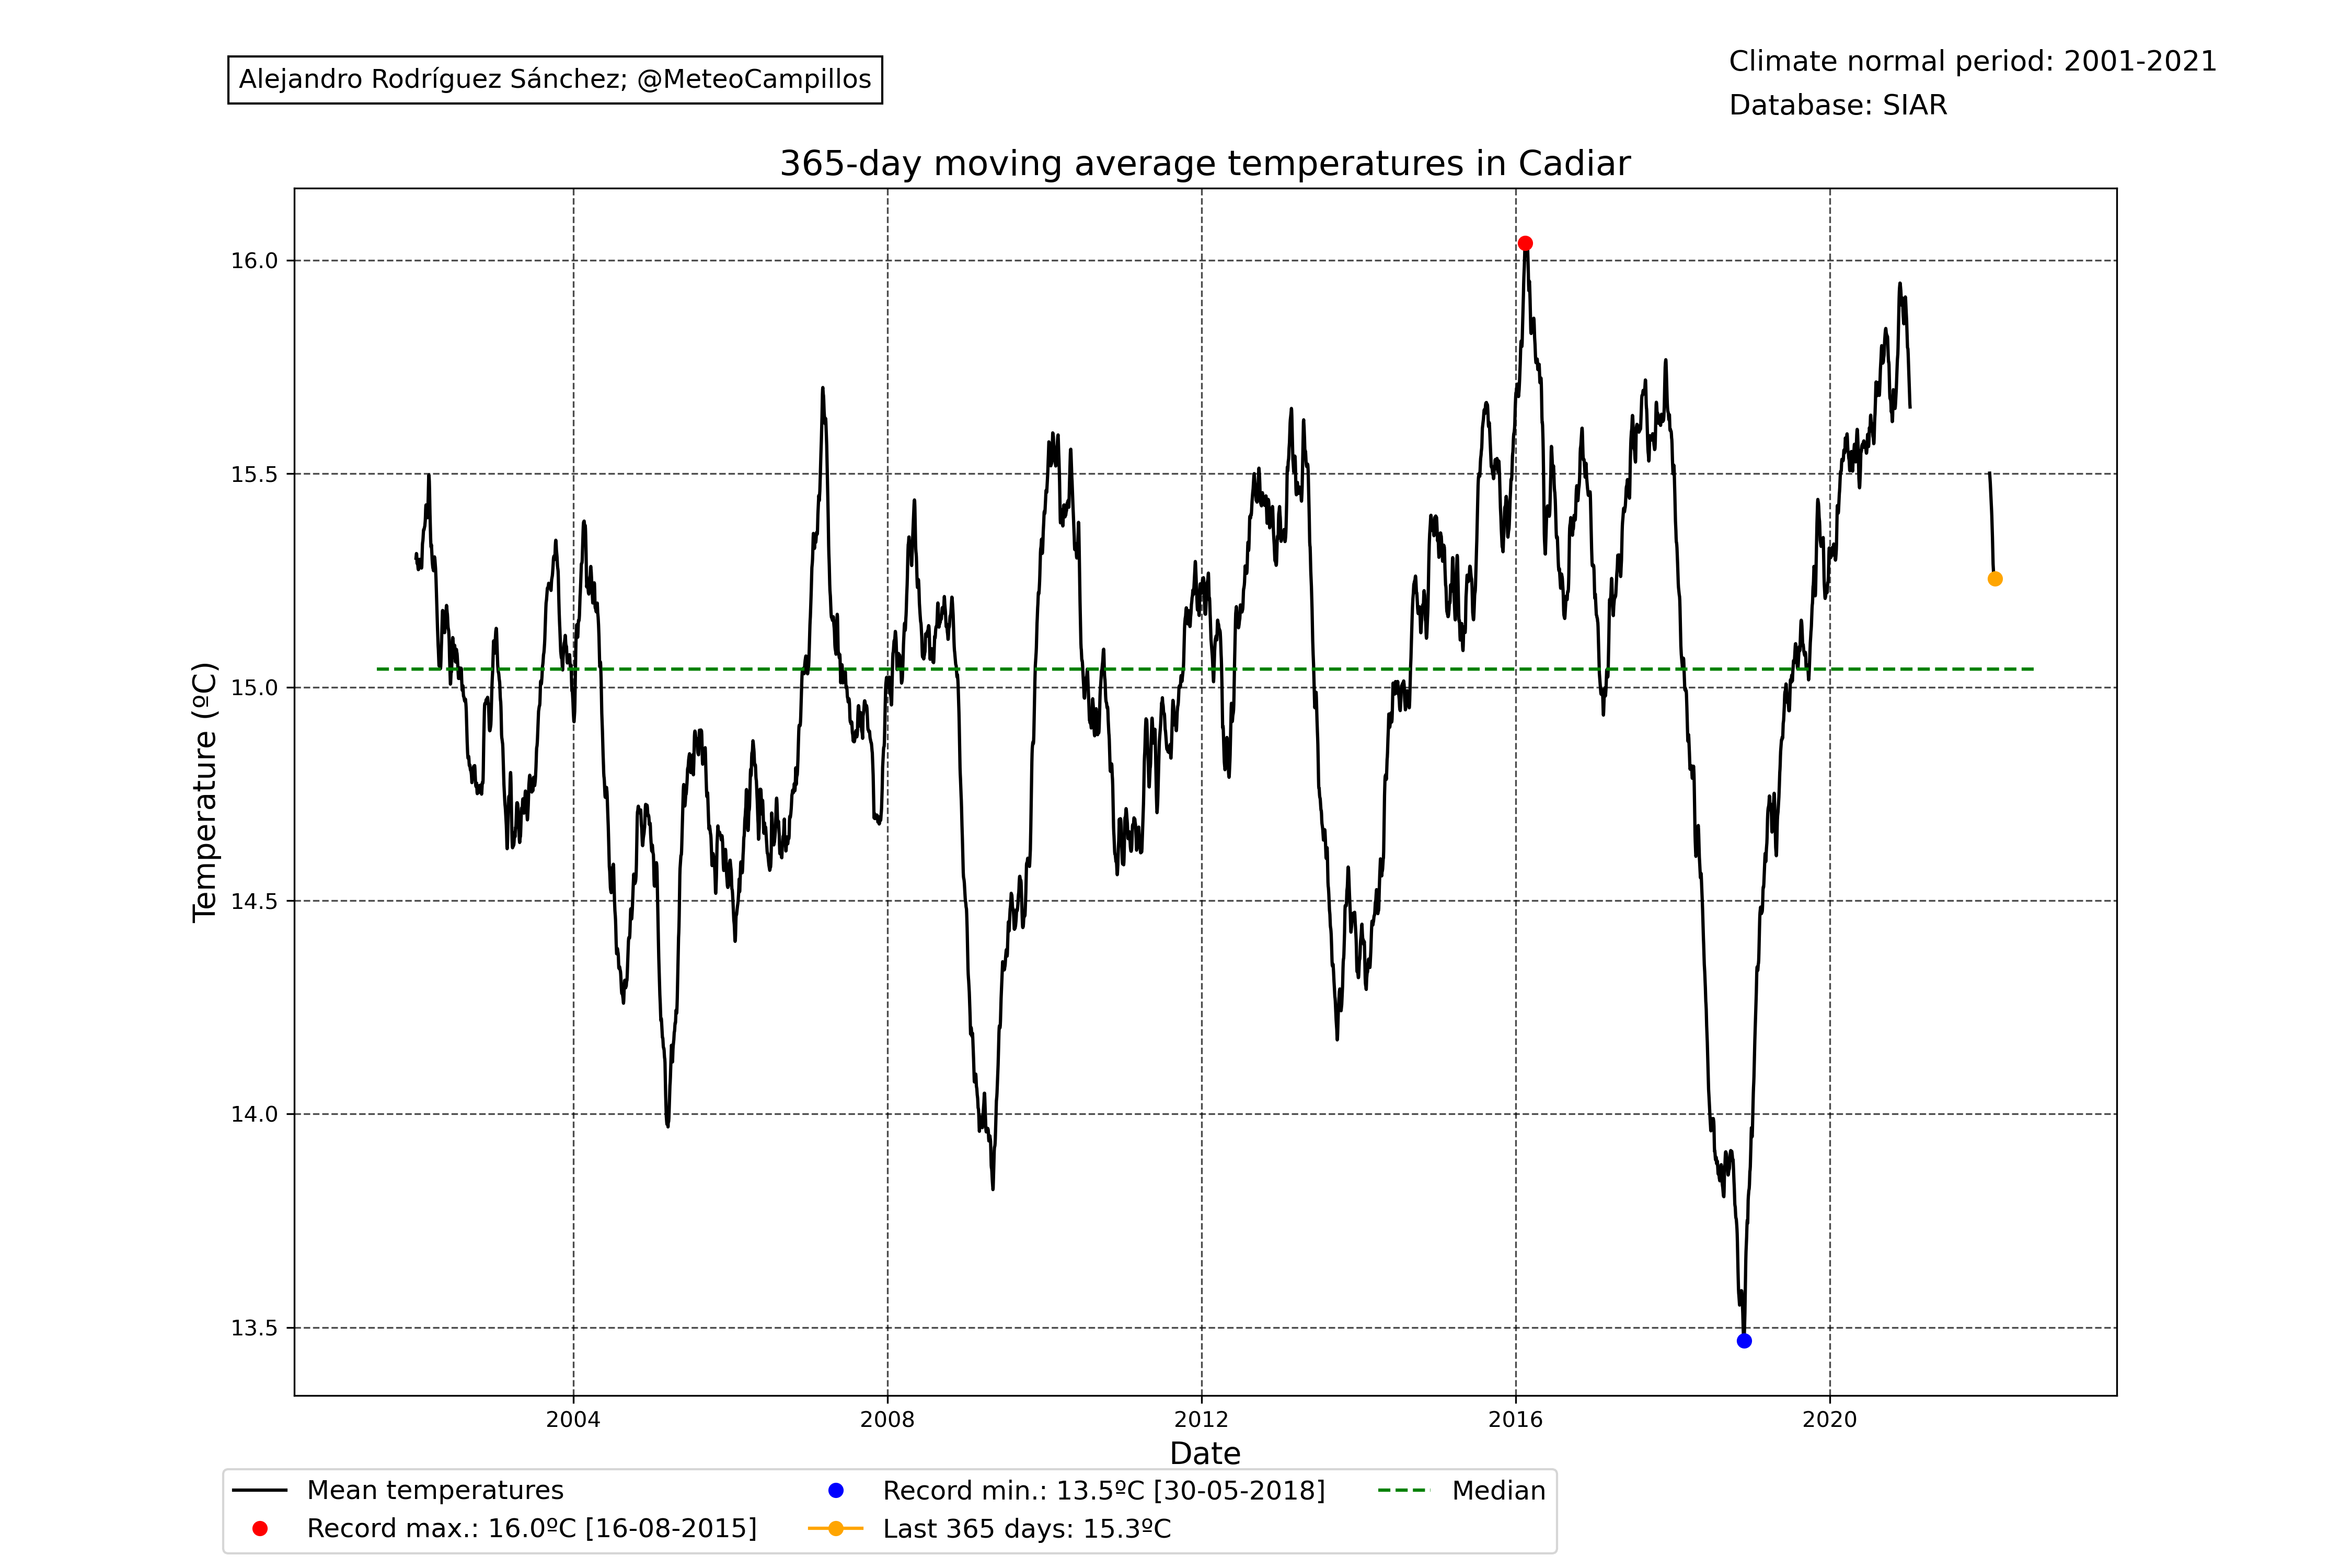 Alejandro Rodríguez Sánchez; @MeteoCampillos
Climate normal period: 2001-2021
Database: SIAR
365-day moving average temperatures in Cadiar
Temperature (ºC)
16.0
15.5
15.0
14.5
14.0
13.5
2004 2008 2012 2016 2020
Date
Mean temperatures
Record max.: 16.0ºC [16-08-2015]
Record min.: 13.5ºC [30-05-2018]
Last 365 days: 15.3ºC
Median